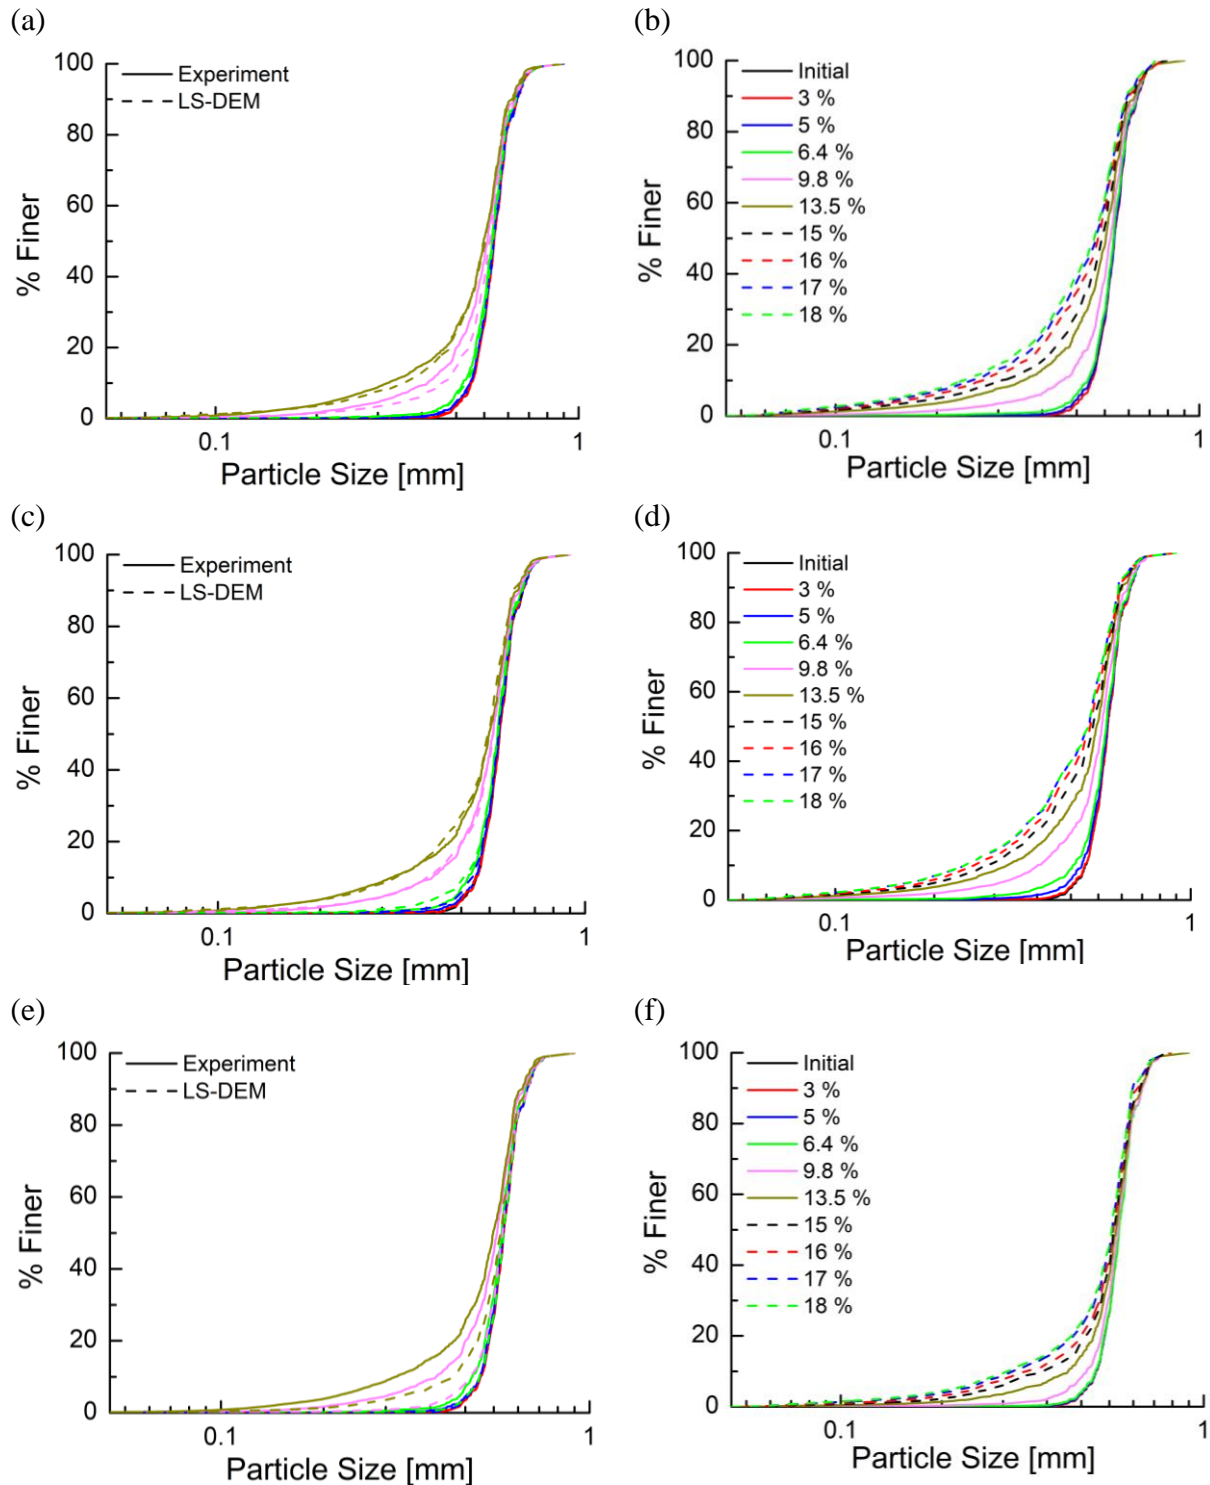 (a)
100
80
60
40
20
0
% Finer
Experiment
LS-DEM
0.1
1
Particle Size [mm]
(b)
100
80
60
40
20
0
% Finer
Initial
3 %
5 %
6.4 %
9.8 %
13.5 %
15 %
16 %
17 %
18 %
0.1
1
Particle Size [mm]
(c)
100
80
60
40
20
0
% Finer
Experiment
LS-DEM
0.1
1
Particle Size [mm]
(d)
100
80
60
40
20
0
% Finer
Initial
3 %
5 %
6.4 %
9.8 %
13.5 %
15 %
16 %
17 %
18 %
0.1
1
Particle Size [mm]
(e)
100
80
60
40
20
0
% Finer
Experiment
LS-DEM
0.1
1
Particle Size [mm]
(f)
100
80
60
40
20
0
% Finer
Initial
3 %
5 %
6.4 %
9.8 %
13.5 %
15 %
16 %
17 %
18 %
0.1
1
Particle Size [mm]